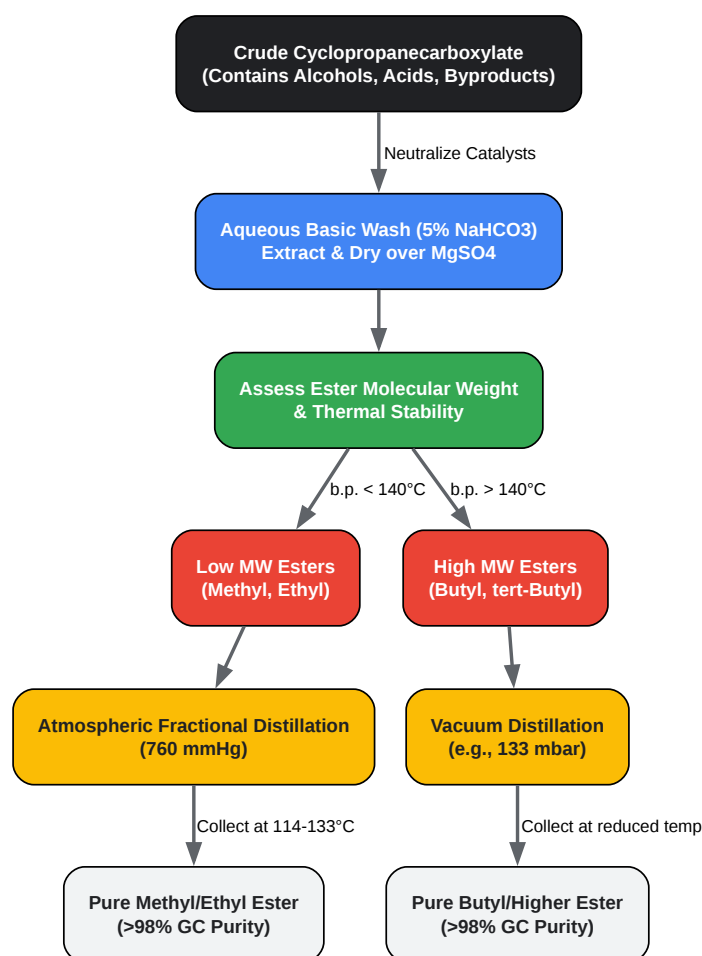 Crude Cyclopropanecarboxylate
(Contains Alcohols, Acids, Byproducts)
Neutralize Catalysts
Aqueous Basic Wash (5% NaHCO3)
Extract & Dry over MgSO4
Assess Ester Molecular Weight
& Thermal Stability
b.p. < 140°C
b.p. > 140°C
Low MW Esters
(Methyl, Ethyl)
High MW Esters
(Butyl, tert-Butyl)
Atmospheric Fractional Distillation
(760 mmHg)
Vacuum Distillation
(e.g., 133 mbar)
Collect at 114-133°C
Collect at reduced temp
Pure Methyl/Ethyl Ester
(>98% GC Purity)
Pure Butyl/Higher Ester
(>98% GC Purity)